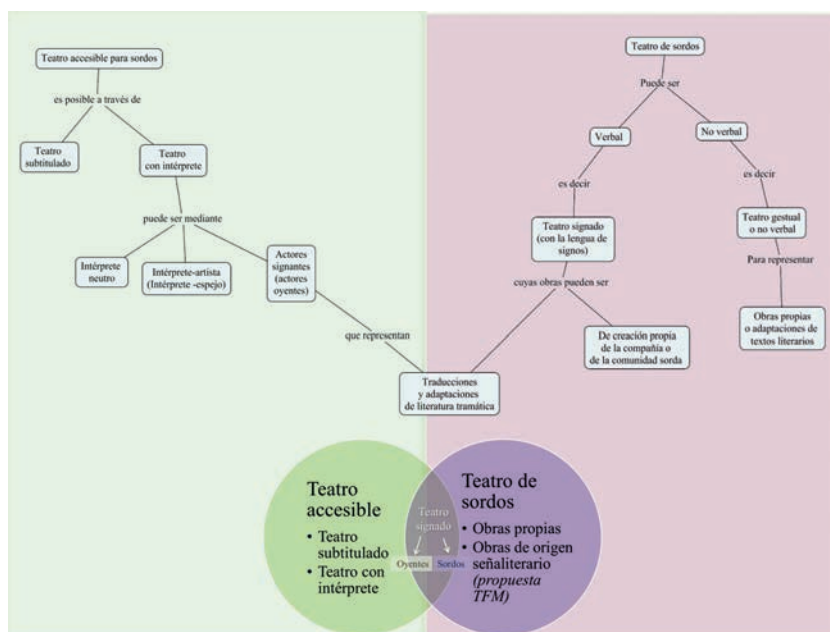 Teatro accesible para sordos
es posible a través de
Teatro
subtitulado
Teatro
con intérprete
puede ser mediante
Intérprete
neutro
Intérprete-artista
(Intérprete -espejo)
Actores
signantes
(actores
oyentes)
que representan
Teatro de sordos
Puede ser
Verbal
No verbal
es decir
es decir
Teatro signado
(con la lengua de
signos)
Teatro gestual
o no verbal
cuyas obras pueden ser
Para representar
De creación propia
de la compañía o
de la comunidad sorda
Obras propias
o adaptaciones de
textos literarios
Traducciones
y adaptaciones
de literatura tramática
Teatro
accesible
• Teatro
subtitulado
• Teatro con
intérprete
Teatro
signado
Oyentes
Sordos
Teatro de
sordos
• Obras propias
• Obras de origen
señaliterario
(propuesta
TFM)